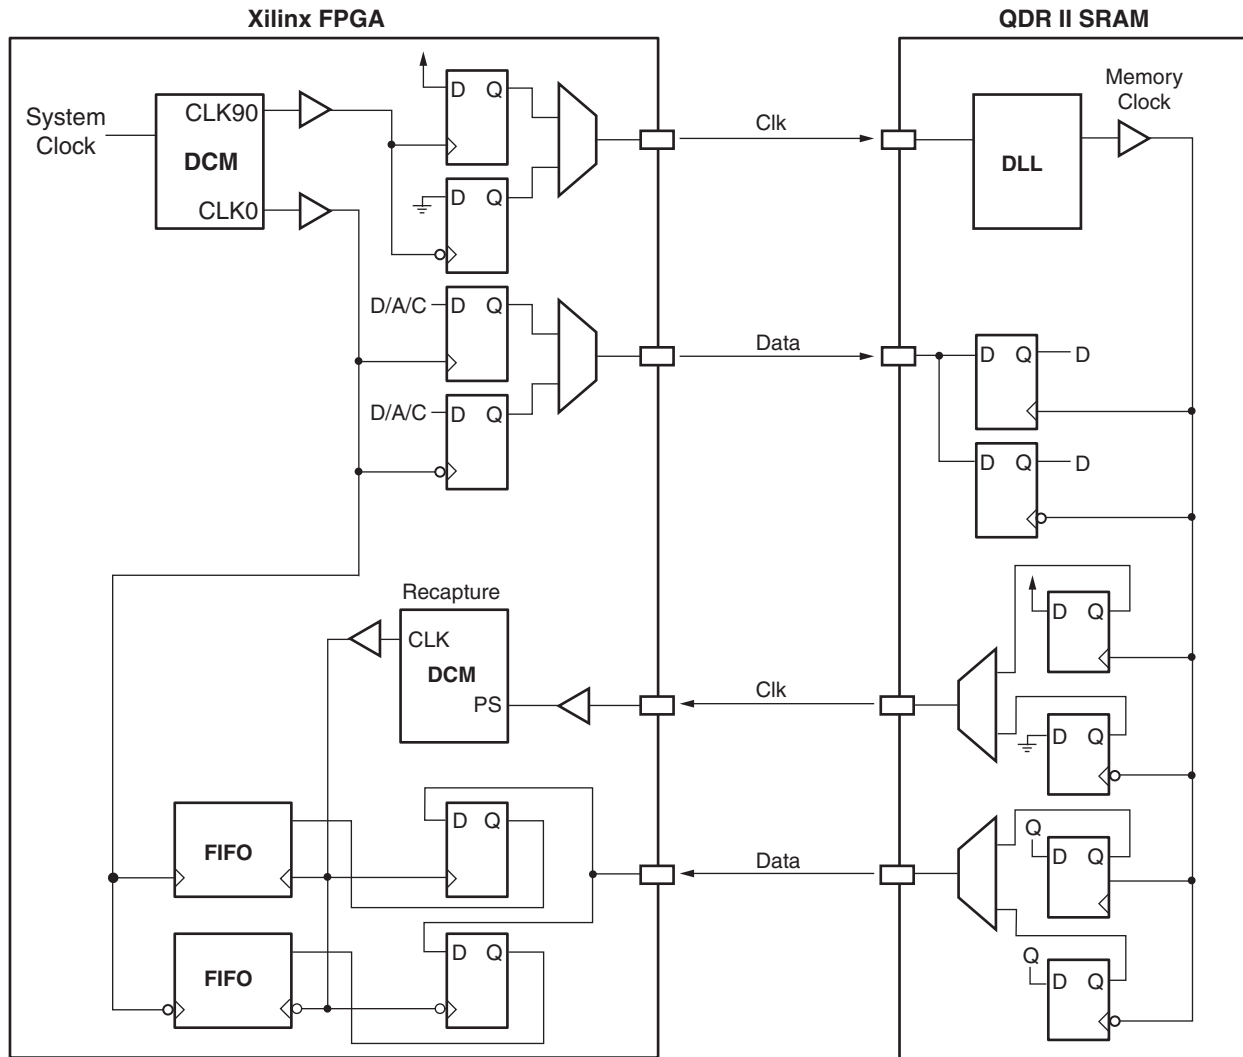 Xilinx FPGA
QDR II SRAM
System
Clock
CLK90
DCM
CLK0
D Q
D Q
Clk
DLL
Memory
Clock
D/A/C
D Q
D/A/C
D Q
Data
D Q
D
D Q
D
Recapture
CLK
DCM
PS
Clk
D Q
D Q
FIFO
D Q
FIFO
D Q
Data
Q
D Q
Q
D Q